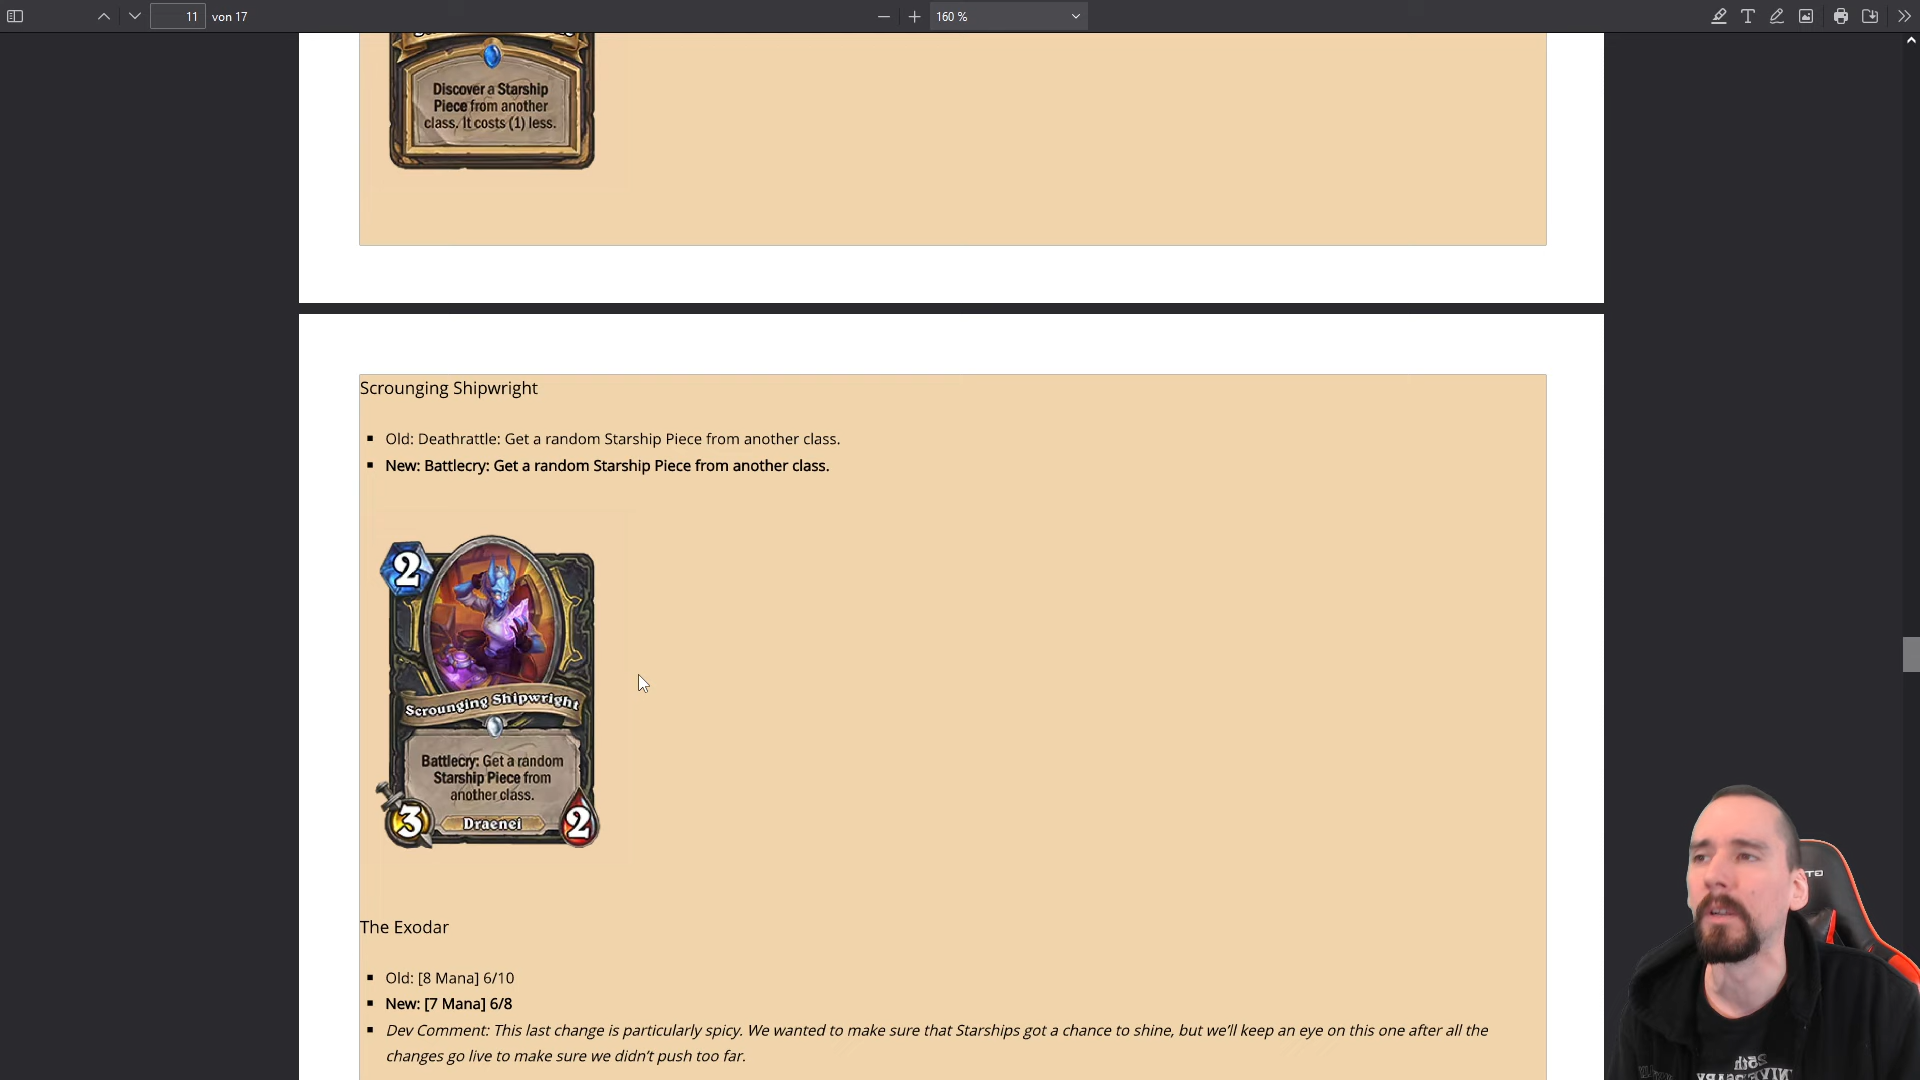 11 von 17
160 %
Discover a Starship
Piece from another
class. It costs (1) less.
Scrounging Shipwright
Old: Deathrattle: Get a random Starship Piece from another class.
New: Battlecry: Get a random Starship Piece from another class.
2
Scrounging Shipwright
Battlecry: Get a random
Starship Piece from
another class.
3 Draenei 2
The Exodar
Old: [8 Mana] 6/10
New: [7 Mana] 6/8
Dev Comment: This last change is particularly spicy. We wanted to make sure that Starships got a chance to shine, but we'll keep an eye on this one after all the
changes go live to make sure we didn't push too far.